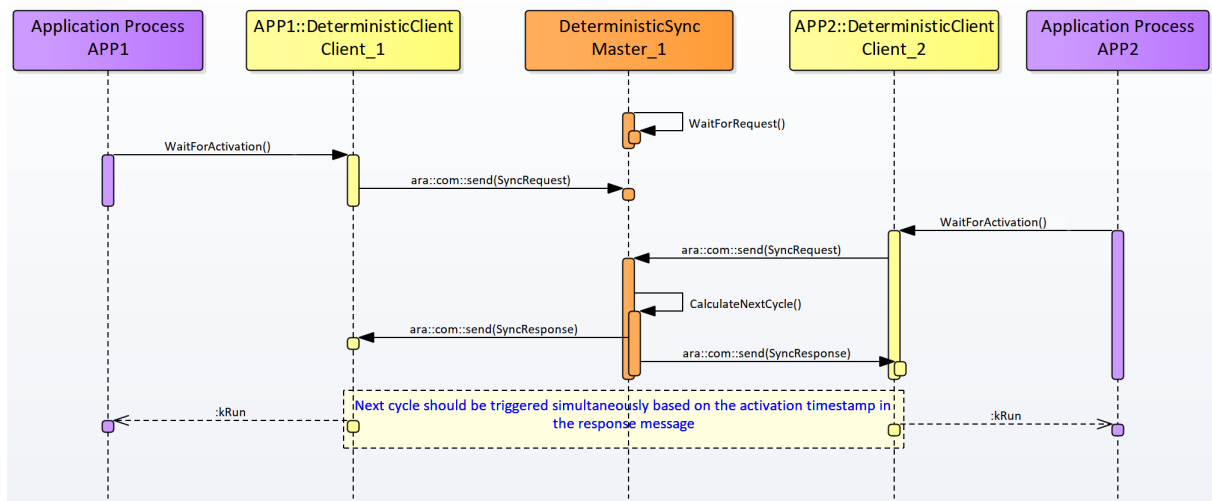 Application Process
APP1
APP1::DeterministicClient
Client_1
DeterministicSync
Master_1
APP2::DeterministicClient
Client_2
Application Process
APP2
WaitForRequest()
WaitForActivation()
ara::com::send(SyncRequest)
WaitForActivation()
ara::com::send(SyncRequest)
CalculateNextCycle()
ara::com::send(SyncResponse)
ara::com::send(SyncResponse)
Next cycle should be triggered simultaneously based on the activation timestamp in
the response message
:kRun
:kRun